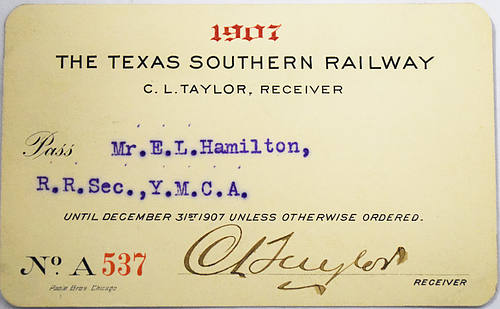 1907
THE TEXAS SOUTHERN RAILWAY
C. L. TAYLOR, RECEIVER
Pass Mr. E. L. Hamilton,
R. R. Sec., Y. M. C. A.
UNTIL DECEMBER 31ST 1907 UNLESS OTHERWISE ORDERED.
No A 537 CL Taylor
RECEIVER
Poole Bros Chicago